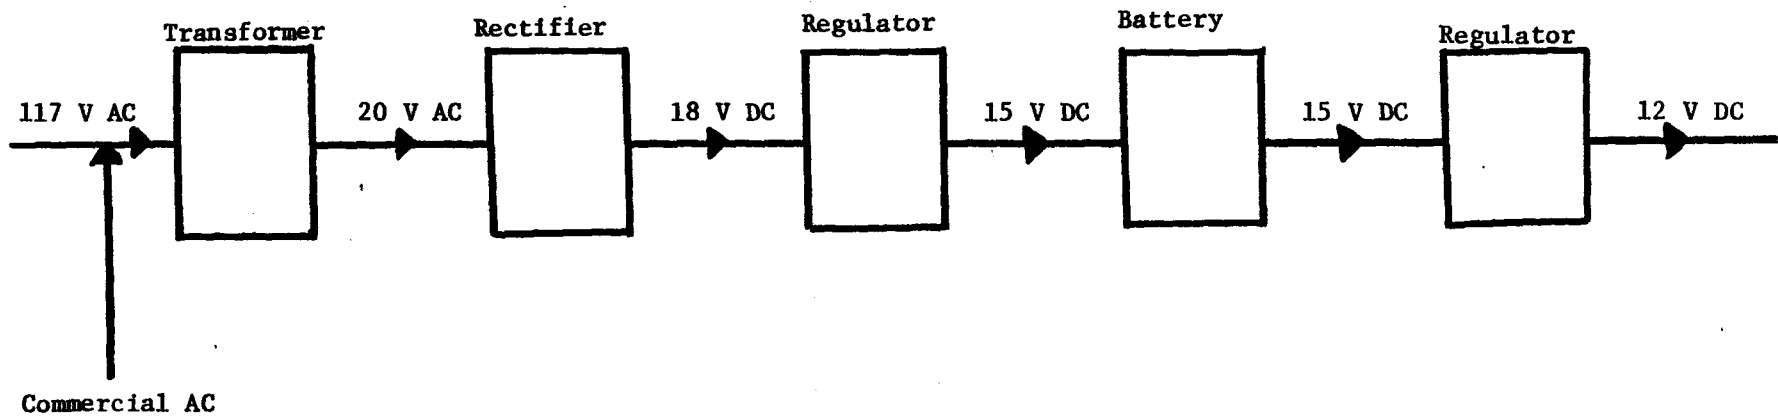 Transformer
Rectifier
Regulator
Battery
Regulator
117 V AC
20 V AC
18 V DC
15 V DC
15 V DC
12 V DC
Commercial AC